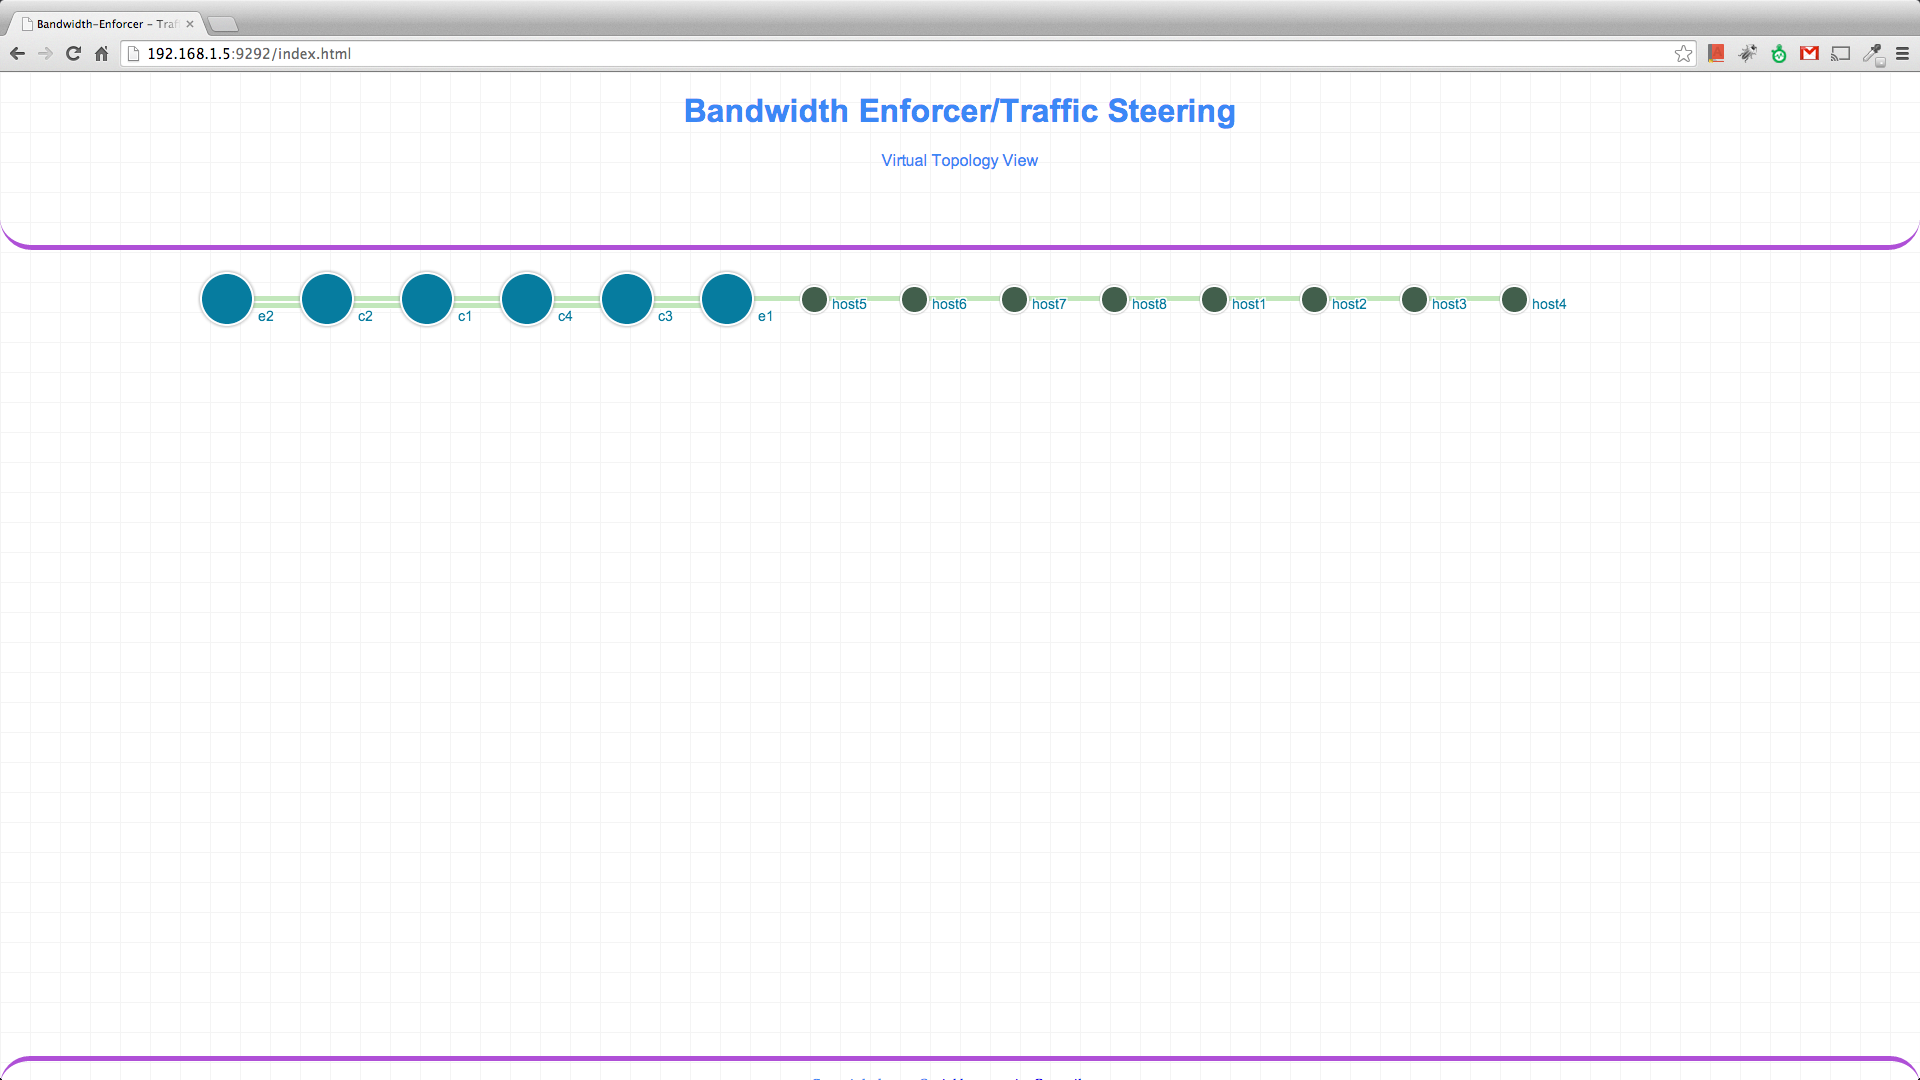 Bandwidth-Enforcer – Traf
192.168.1.5:9292/index.html
Bandwidth Enforcer/Traffic Steering
Virtual Topology View
e2 c2 c1 c4 c3 e1 host5 host6 host7 host8 host1 host2 host3 host4